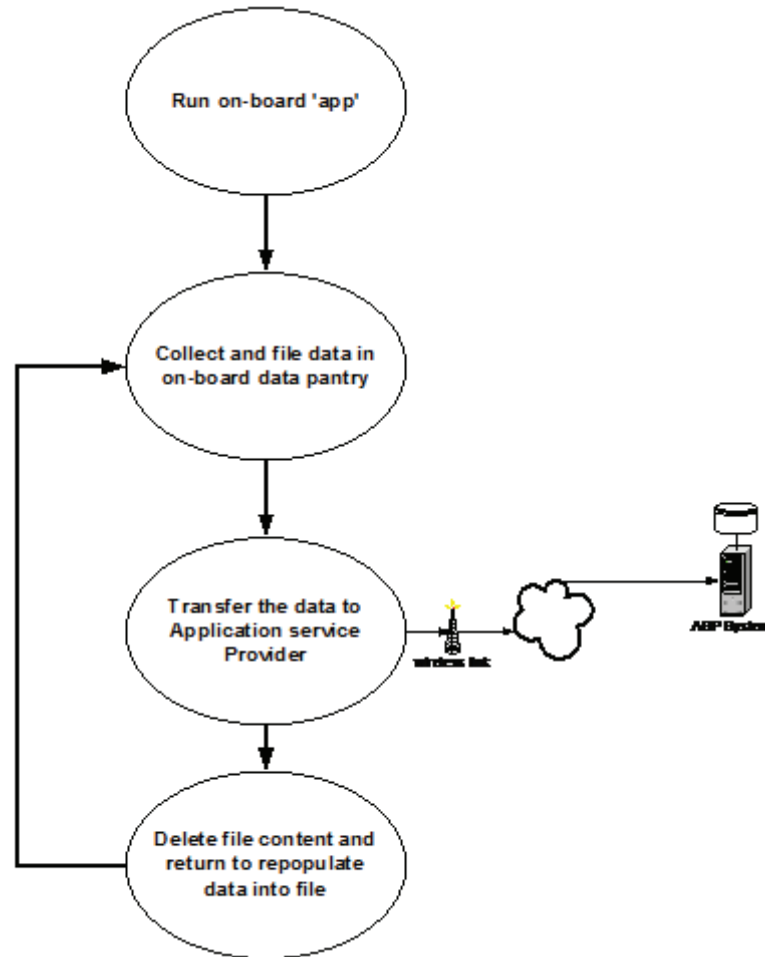 Run on-board 'app'
Collect and file data in
on-board data pantry
Transfer the data to
Application service
Provider
wireless link
ASP System
Delete file content and
return to repopulate
data into file